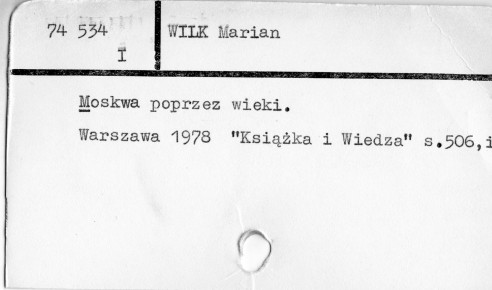 74 534
I
WILK Marian
Moskwa poprzez wieki.
Warszawa 1978 "Książka i Wiedza" s.506,i